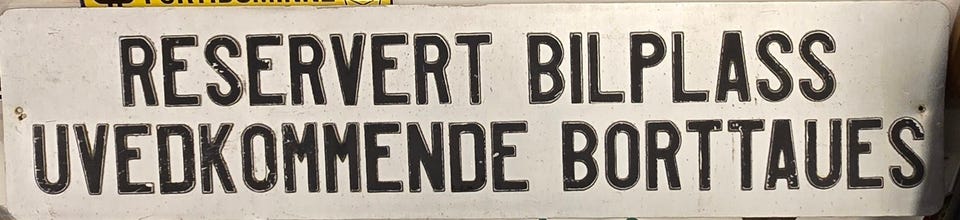 RESERVERT BILPLASS
UVEDKOMMENDE BORTTAUES